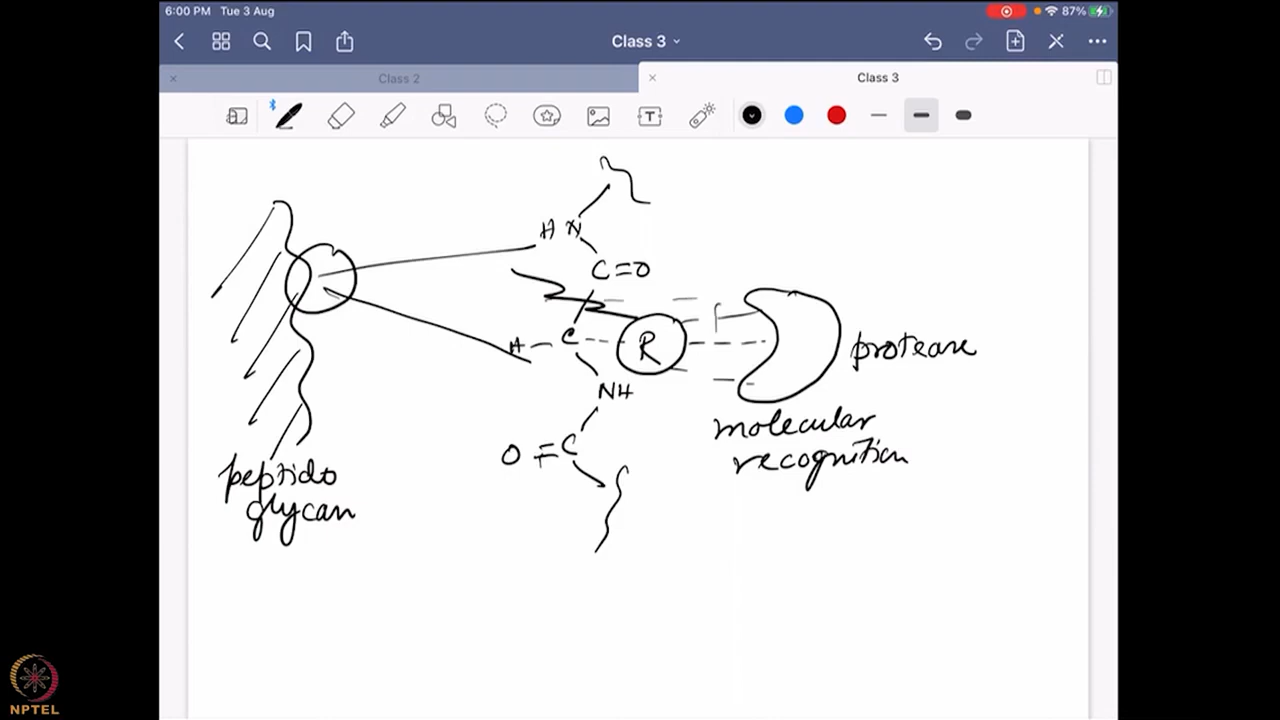 6:00 PM Tue 3 Aug
87%
Class 3
Class 2
Class 3
T
H N
C=O
H
C
R
NH
O = C
protease
molecular
recognition
peptido
glycan
NPTEL